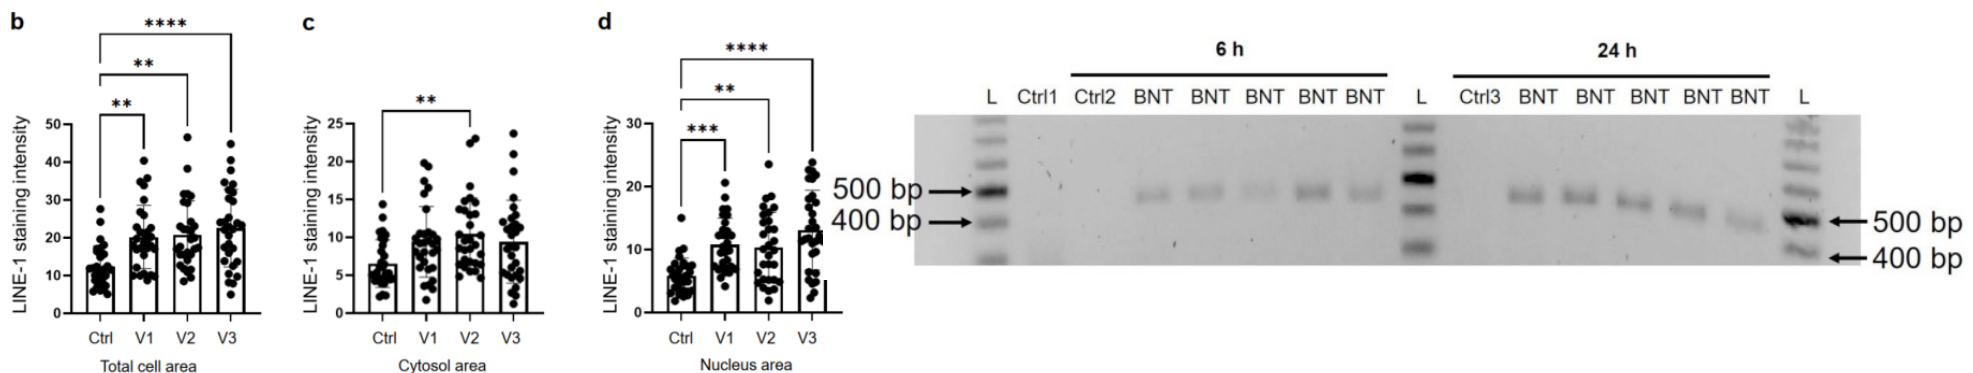 b
****
**
**
LINE-1 staining intensity
50
40
30
20
10
0
Ctrl V1 V2 V3
Total cell area
c
**
LINE-1 staining intensity
25
20
15
10
5
0
Ctrl V1 V2 V3
Cytosol area
d
****
**
***
LINE-1 staining intensity
30
20
10
0
Ctrl V1 V2 V3
Nucleus area
6 h
24 h
L Ctrl1 Ctrl2 BNT BNT BNT BNT BNT L Ctrl3 BNT BNT BNT BNT BNT L
500 bp
400 bp
500 bp
400 bp